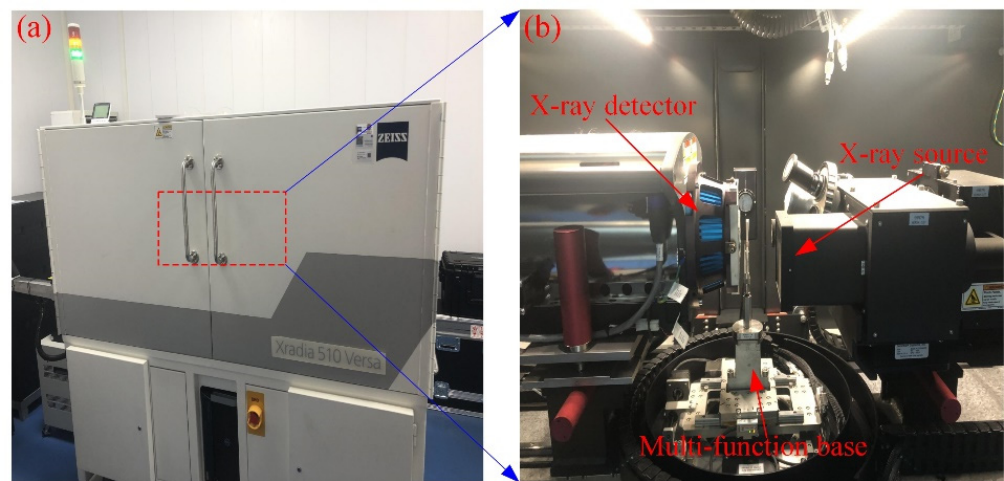 (a)
ZEISS
Xradia 510 Versa
(b)
X-ray detector
X-ray source
Multi-function base